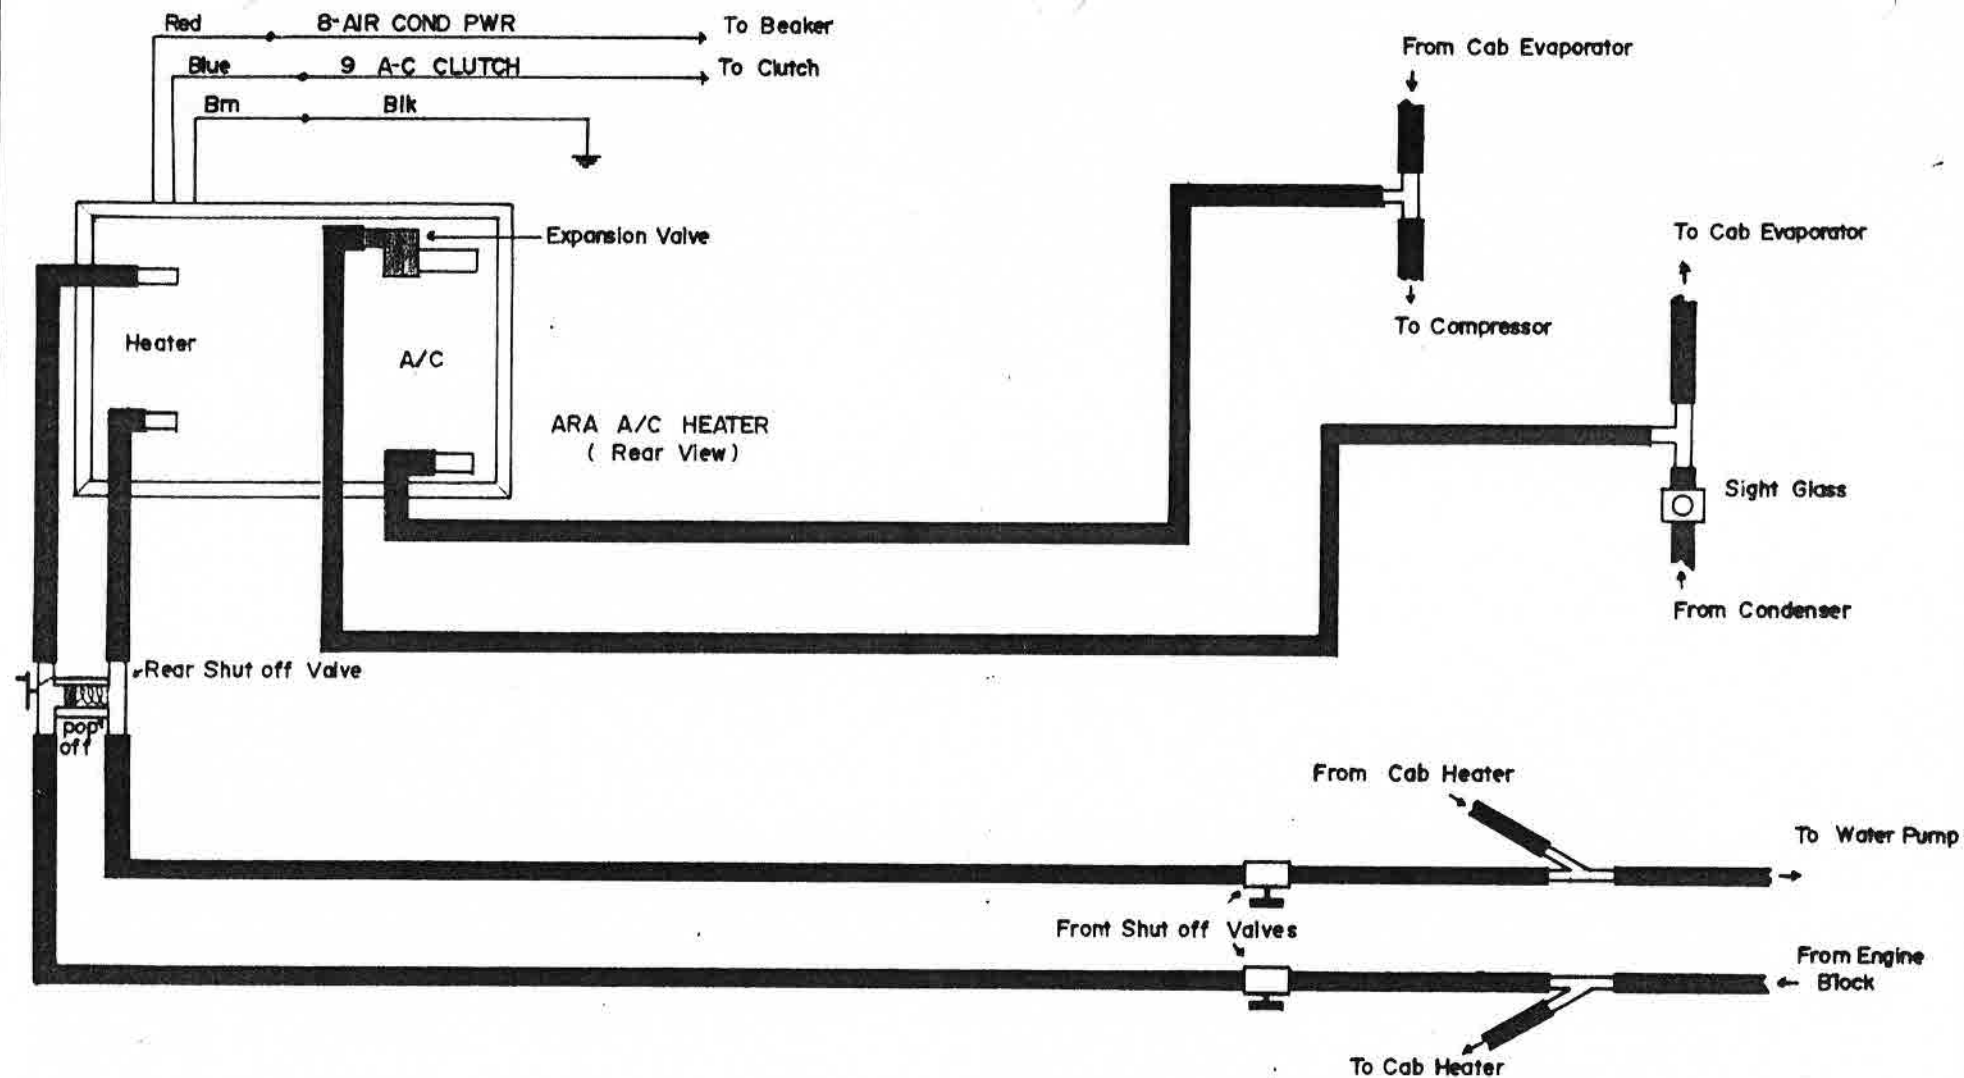 Red 8-AIR COND PWR To Beaker
Blue 9 A-C CLUTCH To Clutch
Brn Blk
From Cab Evaporator
To Compressor
To Cab Evaporator
Sight Glass
From Condenser
Expansion Valve
Heater
A/C
ARA A/C HEATER
( Rear View )
Rear Shut off Valve
pop
off
From Cab Heater
To Water Pump
Front Shut off Valves
From Engine
Block
To Cab Heater